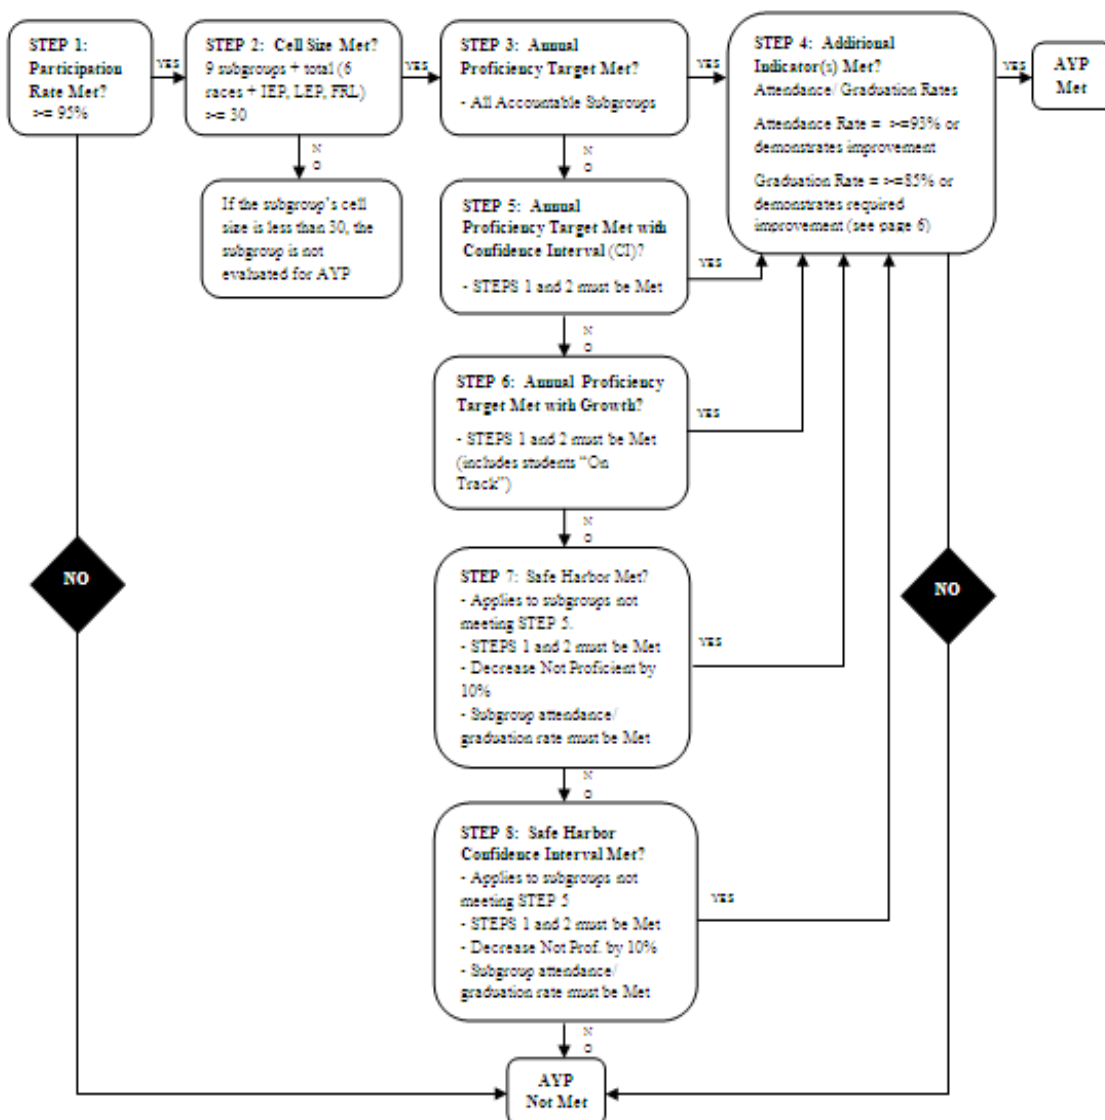 STEP 1:
Participation
Rate Met?
>= 95%
YES
STEP 2: Cell Size Met?
9 subgroups + total (6
races + IEP, LEP, FRL)
>= 30
YES
STEP 3: Annual
Proficiency Target Met?
- All Accountable Subgroups
YES
STEP 4: Additional
Indicator(s) Met?
Attendance/ Graduation Rates
Attendance Rate = >=93% or
demonstrates improvement
Graduation Rate = >=85% or
demonstrates required
improvement (see page 6)
YES
AYP
Met
NO
If the subgroup's cell
size is less than 30, the
subgroup is not
evaluated for AYP
NO
STEP 5: Annual
Proficiency Target Met with
Confidence Interval (CI)?
- STEPS 1 and 2 must be Met
YES
NO
STEP 6: Annual Proficiency
Target Met with Growth?
- STEPS 1 and 2 must be Met
(includes students “On
Track”)
YES
NO
NO
STEP 7: Safe Harbor Met?
- Applies to subgroups not
meeting STEP 5.
- STEPS 1 and 2 must be Met
- Decrease Not Proficient by
10%
- Subgroup attendance/
graduation rate must be Met
YES
NO
NO
STEP 8: Safe Harbor
Confidence Interval Met?
- Applies to subgroups not
meeting STEP 5
- STEPS 1 and 2 must be Met
- Decrease Not Prof. by 10%
- Subgroup attendance/
graduation rate must be Met
YES
NO
AYP
Not Met